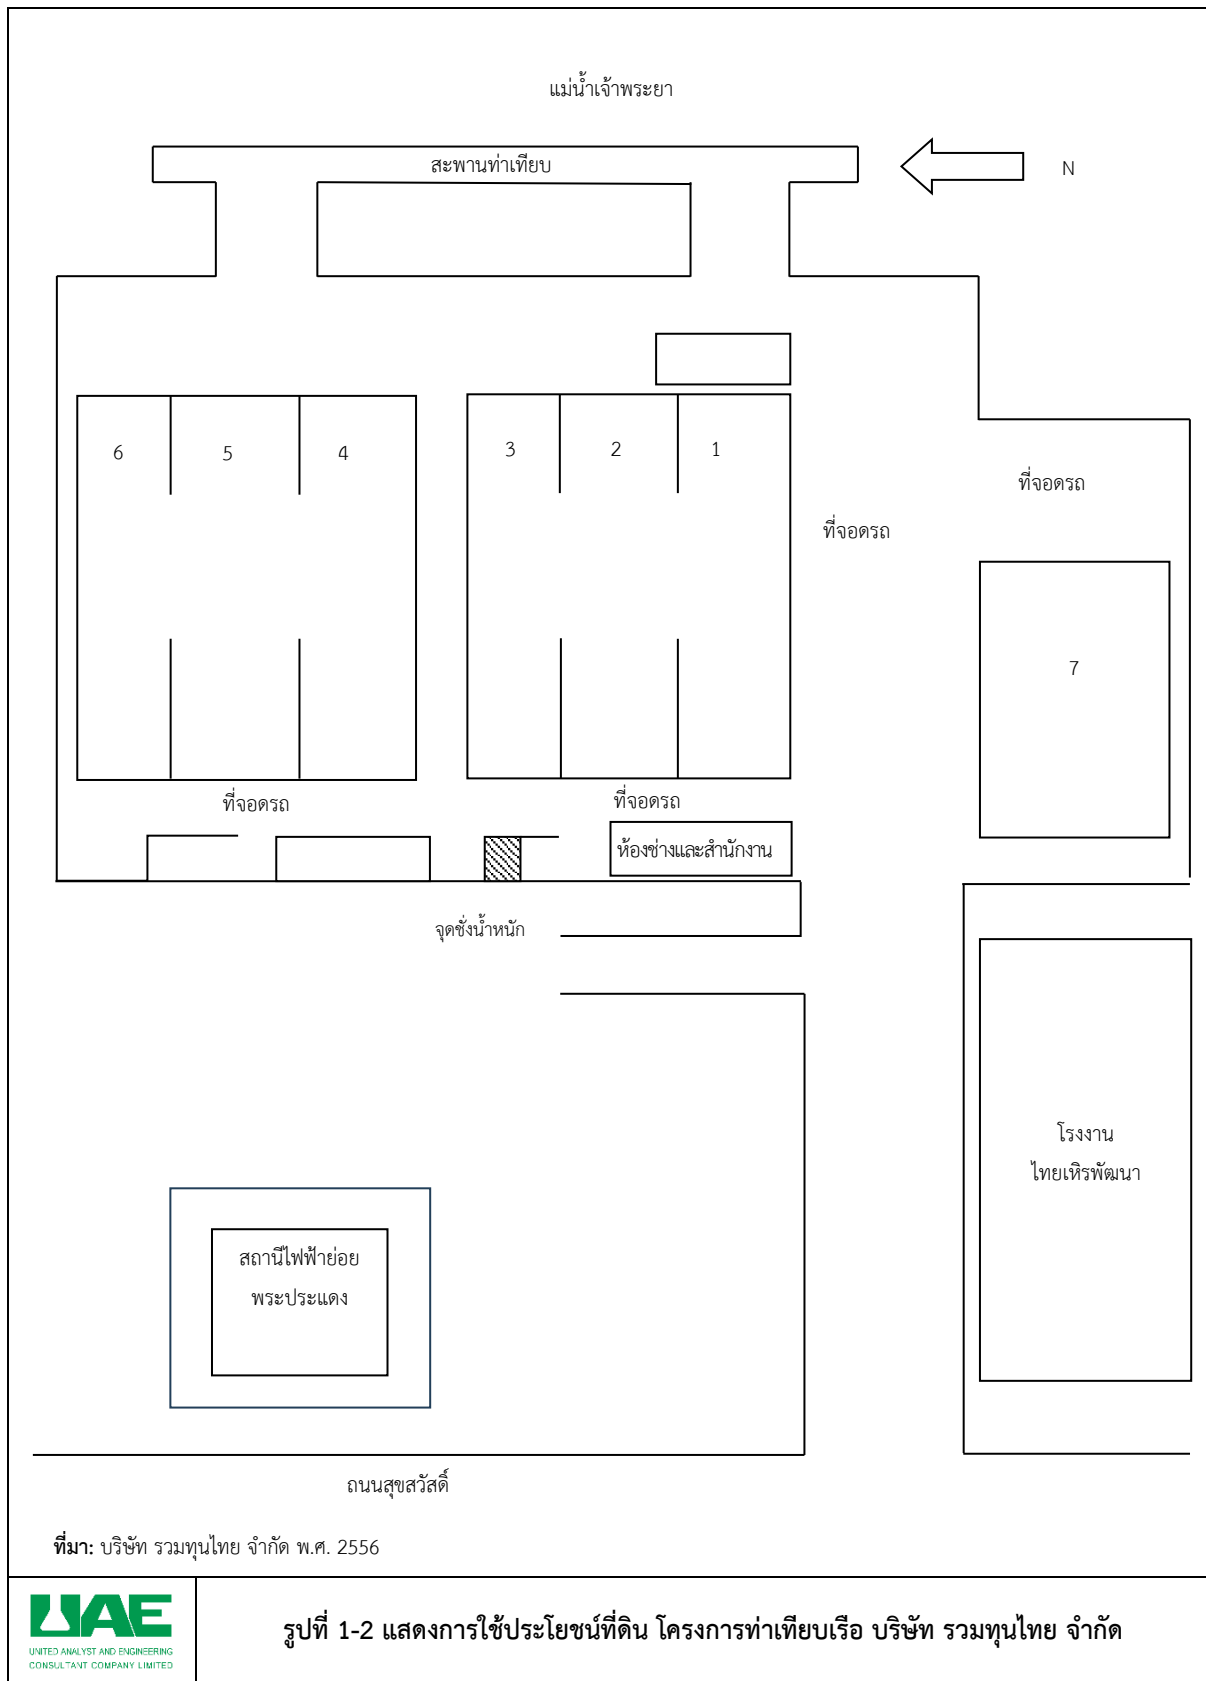 แม่น้ำเจ้าพระยา
สะพานท่าเทียบ
N
6
5
4
3
2
1
ที่จอดรถ
ที่จอดรถ
7
ที่จอดรถ
ที่จอดรถ
ห้องช่างและสำนักงาน
จุดชั่งน้ำหนัก
โรงงาน
ไทยเหิรพัฒนา
สถานีไฟฟ้าย่อย
พระประแดง
ถนนสุขสวัสดิ์
ที่มา: บริษัท รวมทุนไทย จำกัด พ.ศ. 2556
UAE
UNITED ANALYST AND ENGINEERING
CONSULTANT COMPANY LIMITED
รูปที่ 1-2 แสดงการใช้ประโยชน์ที่ดิน โครงการท่าเทียบเรือ บริษัท รวมทุนไทย จำกัด